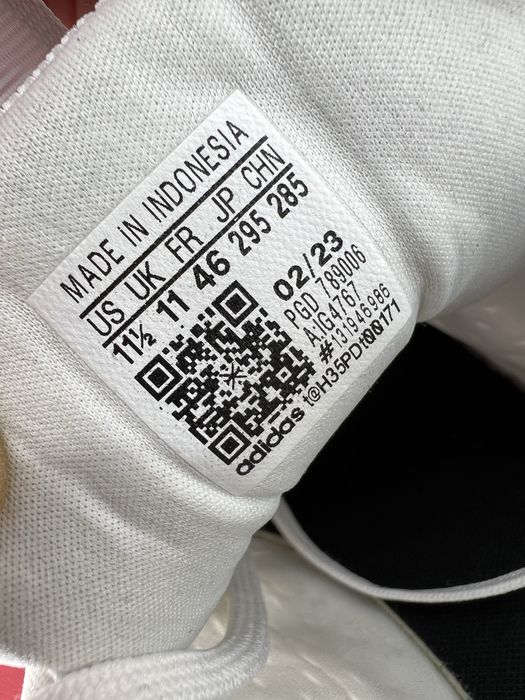 MADE iN INDONESIA
US UK FR JP CHN
11½ 11 46 295 285
02/23
PGD 789006
A:IG4767
#131946986
adidas t@H35PDt00171